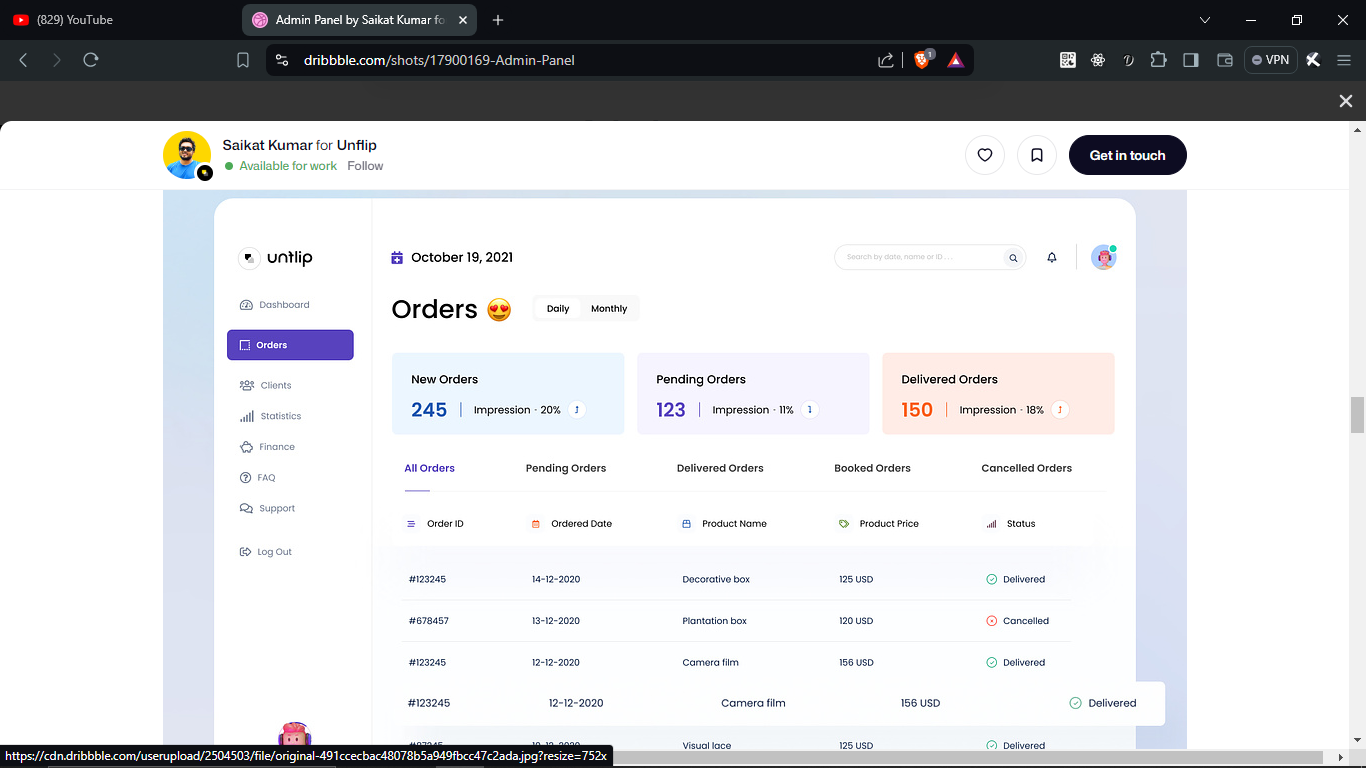 (829) YouTube
Admin Panel by Saikat Kumar fo
dribbble.com/shots/17900169-Admin-Panel
1
VPN
Saikat Kumar for Unflip
Available for work Follow
Get in touch
unflip
October 19, 2021
Search by date, name or ID . . .
Orders 😍
Daily Monthly
Dashboard
Orders
Clients
Statistics
Finance
FAQ
Support
Log Out
New Orders
245 | Impression · 20%
Pending Orders
123 | Impression · 11%
Delivered Orders
150 | Impression · 18%
All Orders Pending Orders Delivered Orders Booked Orders Cancelled Orders
Order ID Ordered Date Product Name Product Price Status
#123245 14-12-2020 Decorative box 125 USD Delivered
#678457 13-12-2020 Plantation box 120 USD Cancelled
#123245 12-12-2020 Camera film 156 USD Delivered
#123245 12-12-2020 Camera film 156 USD Delivered
Visual lace 125 USD Delivered
https://cdn.dribbble.com/userupload/2504503/file/original-491ccecbac48078b5a949fbcc47c2ada.jpg?resize=752x